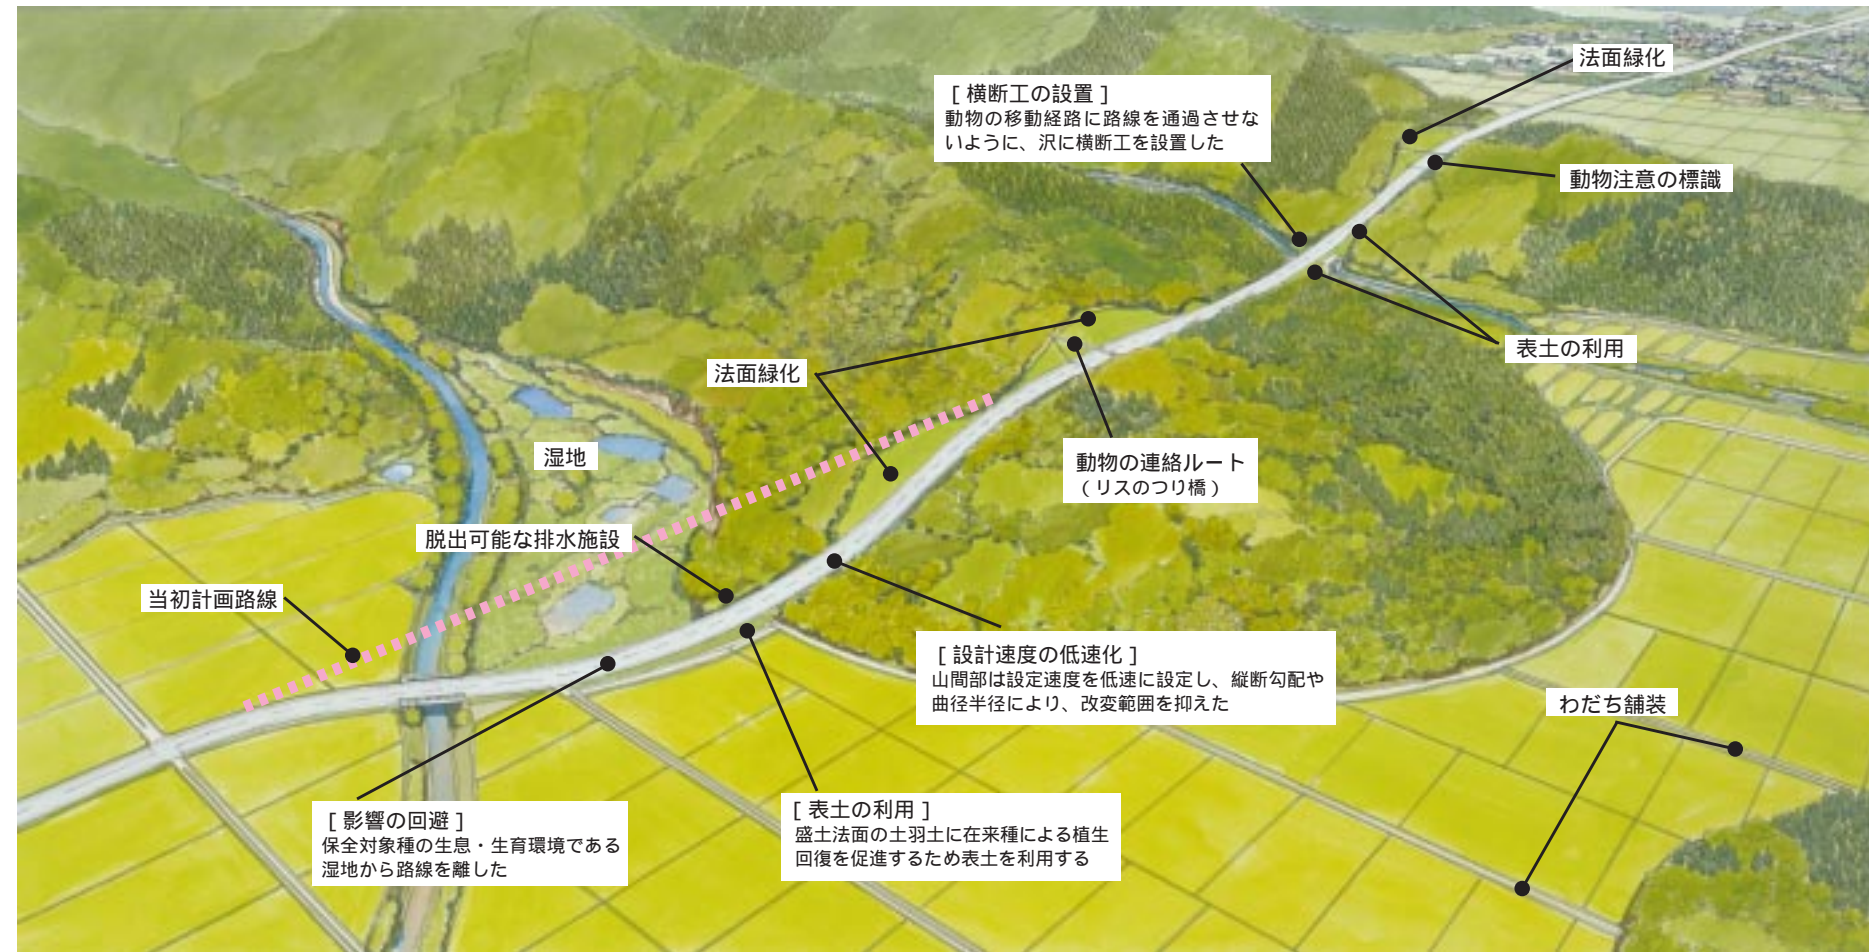 法面緑化
[ 横断工の設置 ]
動物の移動経路に路線を通過させな
いように、沢に横断工を設置した
動物注意の標識
表土の利用
法面緑化
動物の連絡ルート
( リスのつり橋 )
湿地
脱出可能な排水施設
当初計画路線
[ 設計速度の低速化 ]
山間部は設定速度を低速に設定し、縦断勾配や
曲径半径により、改変範囲を抑えた
わだち舗装
[ 影響の回避 ]
保全対象種の生息・生育環境である
湿地から路線を離した
[ 表土の利用 ]
盛土法面の土羽土に在来種による植生
回復を促進するため表土を利用する